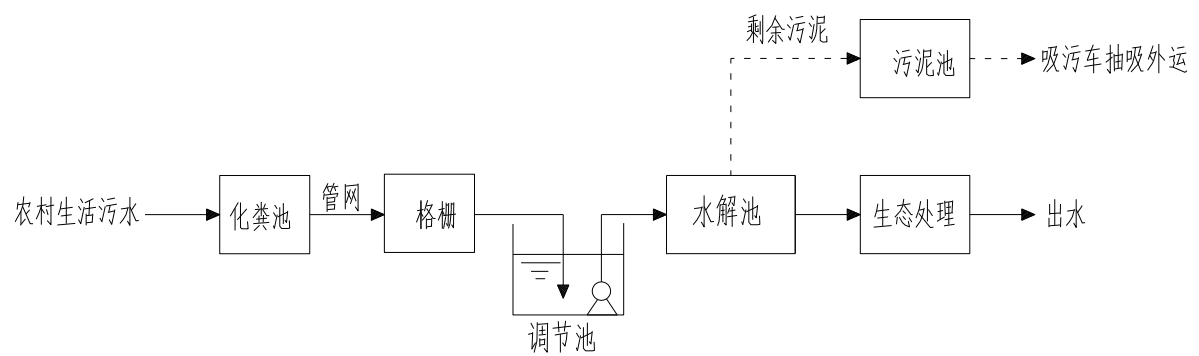 剩余污泥
污泥池
吸污车抽吸外运
农村生活污水
化粪池
管网
格栅
水解池
生态处理
出水
调节池